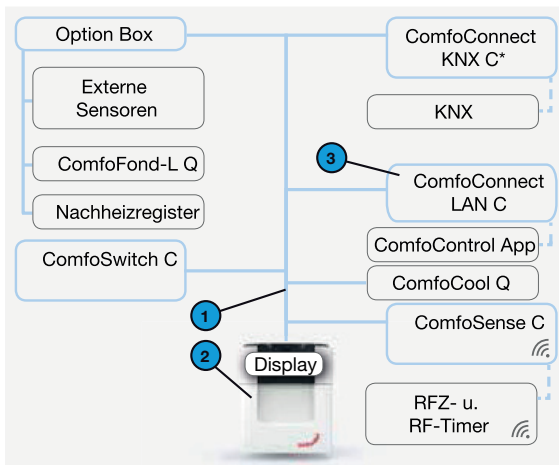 Option Box
Externe
Sensoren
ComfoFond-L Q
Nachheizregister
ComfoSwitch C
1
2
Display
ComfoConnect
KNX C*
KNX
3
ComfoConnect
LAN C
ComfoControl App
ComfoCool Q
ComfoSense C
RFZ- u.
RF-Timer